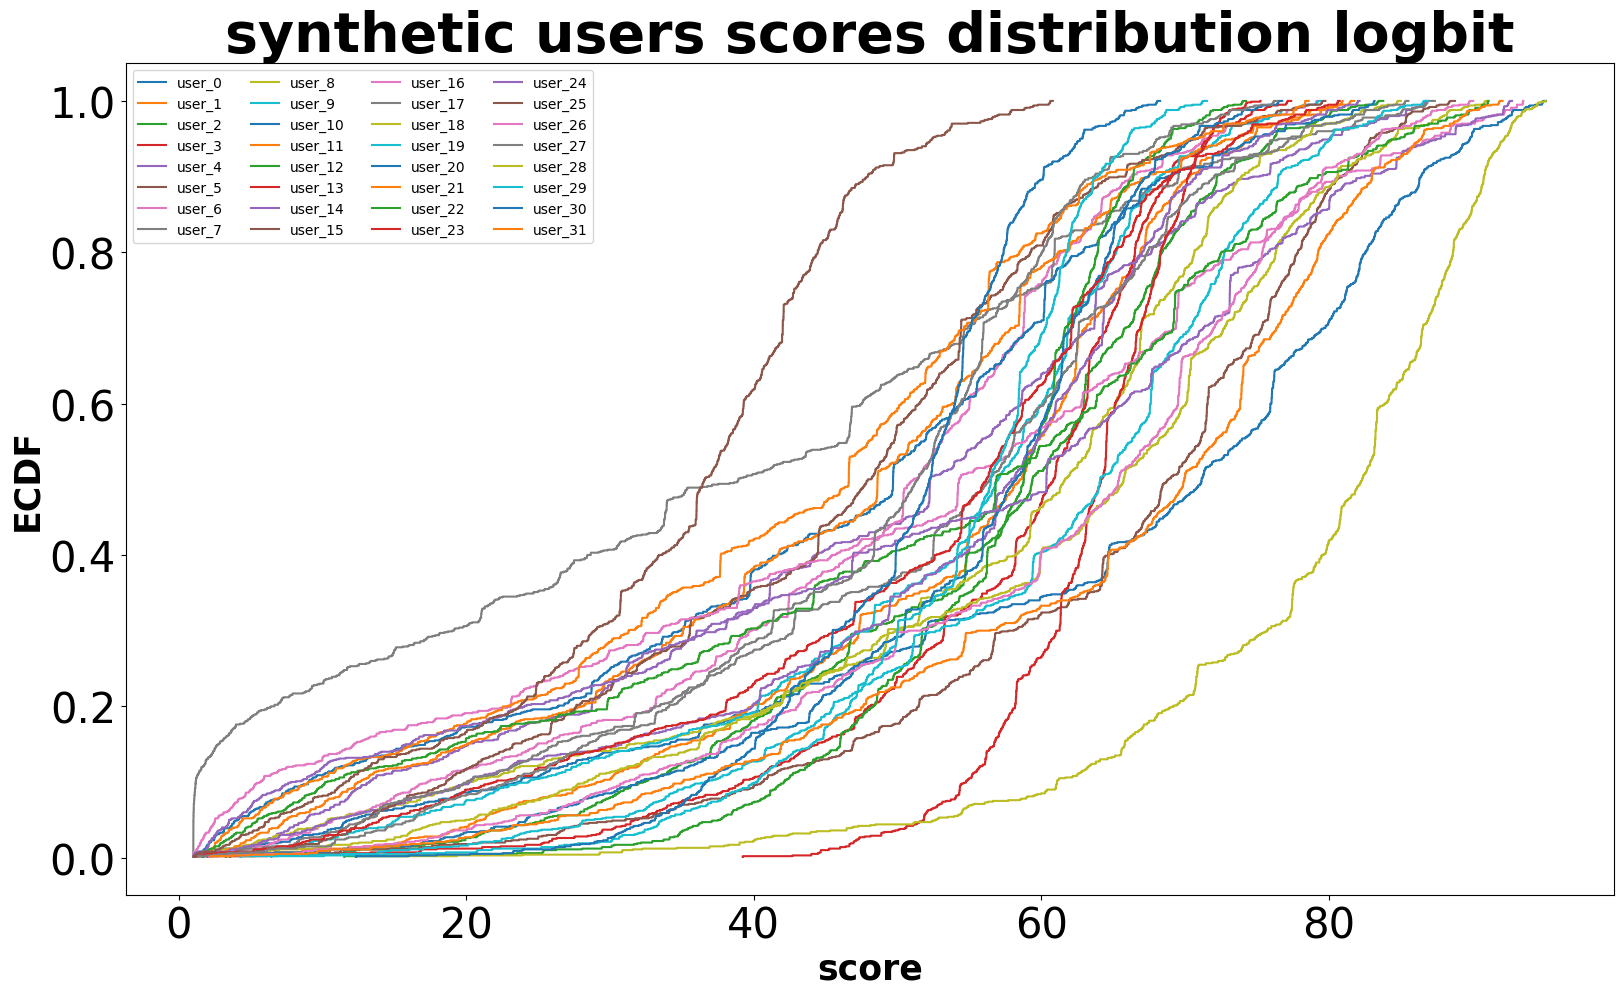 synthetic users scores distribution logbit
user_0 user_8 user_16 user_24
user_1 user_9 user_17 user_25
user_2 user_10 user_18 user_26
user_3 user_11 user_19 user_27
user_4 user_12 user_20 user_28
user_5 user_13 user_21 user_29
user_6 user_14 user_22 user_30
user_7 user_15 user_23 user_31
1.0
0.8
0.6
0.4
0.2
0.0
ECDF
0 20 40 60 80
score